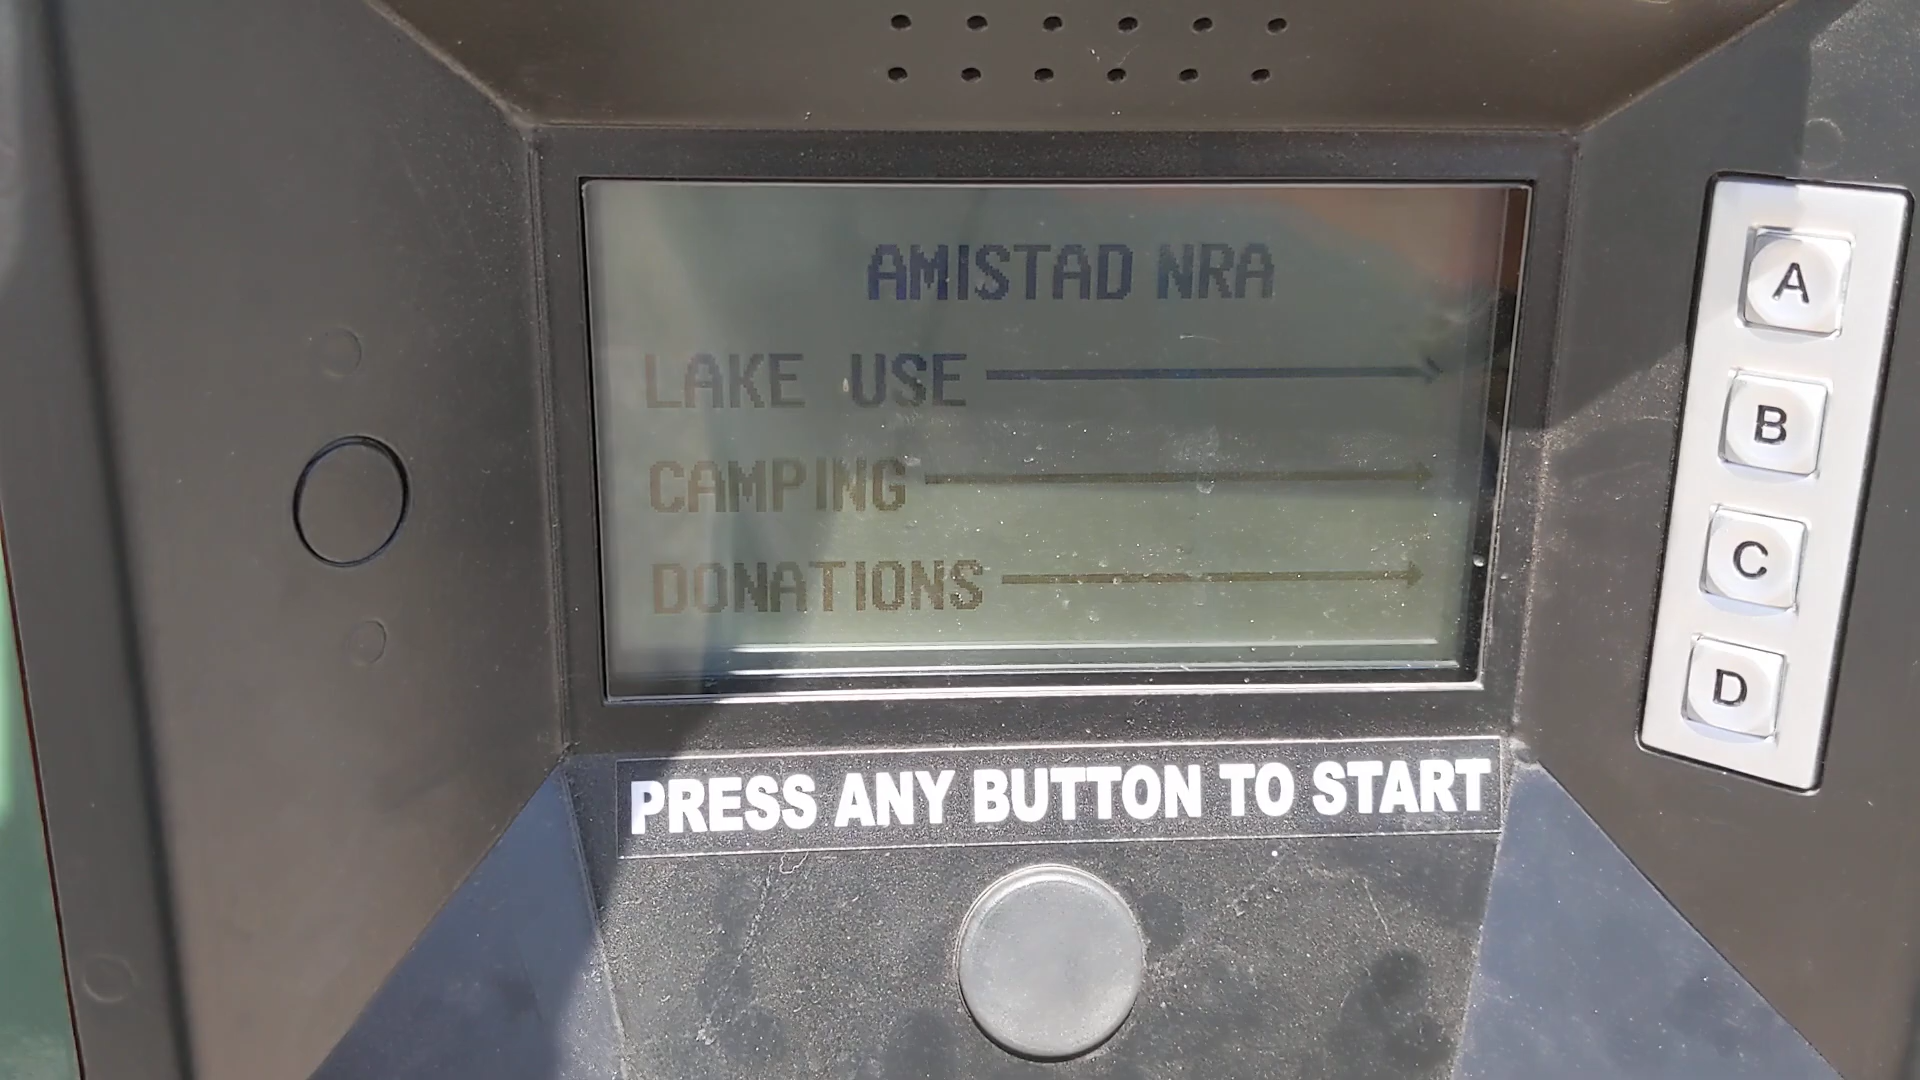 AMISTAD NRA
LAKE USE
CAMPING
DONATIONS
A
B
C
D
PRESS ANY BUTTON TO START